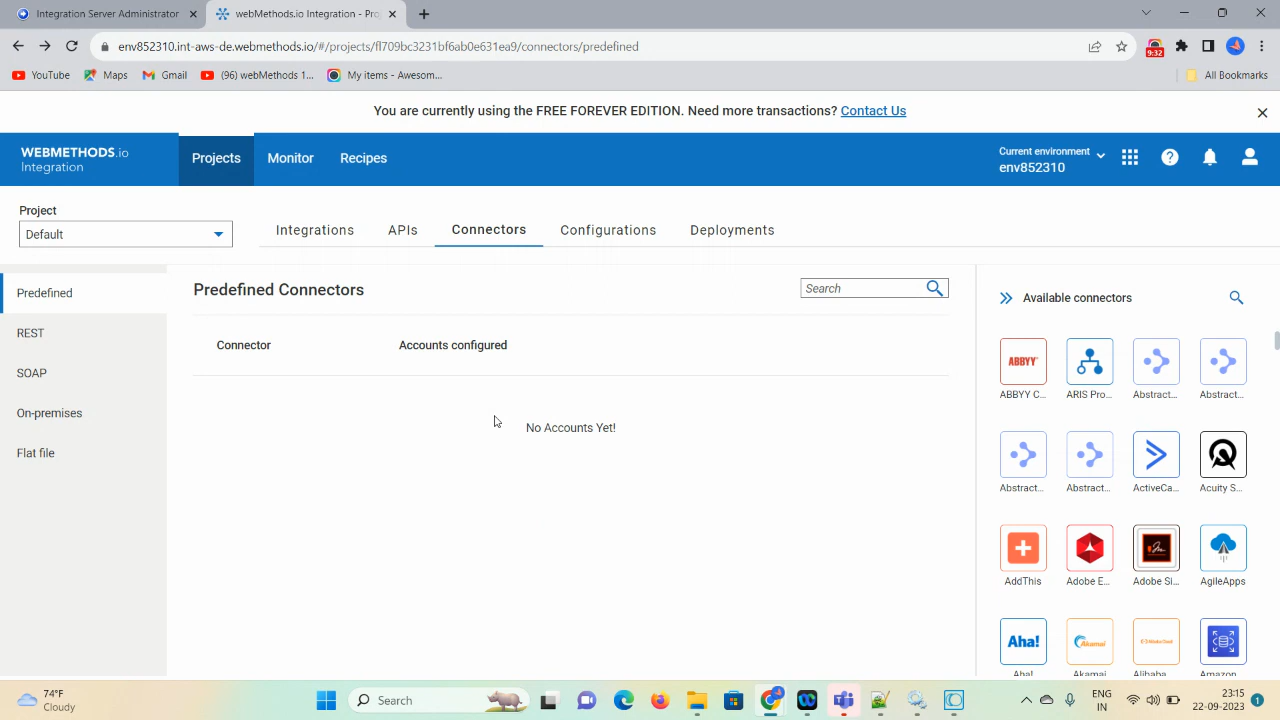 Integration Server Administrator
webMethods.io Integration - Pro
env852310.int-aws-de.webmethods.io/#/projects/fl709bc3231bf6ab0e631ea9/connectors/predefined
9:32
YouTube
Maps
Gmail
(96) webMethods 1...
My items - Awesom...
All Bookmarks
You are currently using the FREE FOREVER EDITION. Need more transactions? Contact Us
WEBMETHODS.io
Integration
Projects
Monitor
Recipes
Current environment
env852310
Project
Default
Integrations
APIs
Connectors
Configurations
Deployments
Predefined
REST
SOAP
On-premises
Flat file
Predefined Connectors
Search
Connector
Accounts configured
No Accounts Yet!
Available connectors
ABBYY
ABBYY C...
ARIS Pro...
Abstract...
Abstract...
Abstract...
Abstract...
ActiveCa...
Acuity S...
AddThis
Adobe E...
Adobe Si...
AgileApps
Aha!
Akamai
Alibaba Cloud
Aha!
Akamai
Alibaba
Amazon
74°F
Cloudy
Search
ENG
IN
23:15
22-09-2023
1